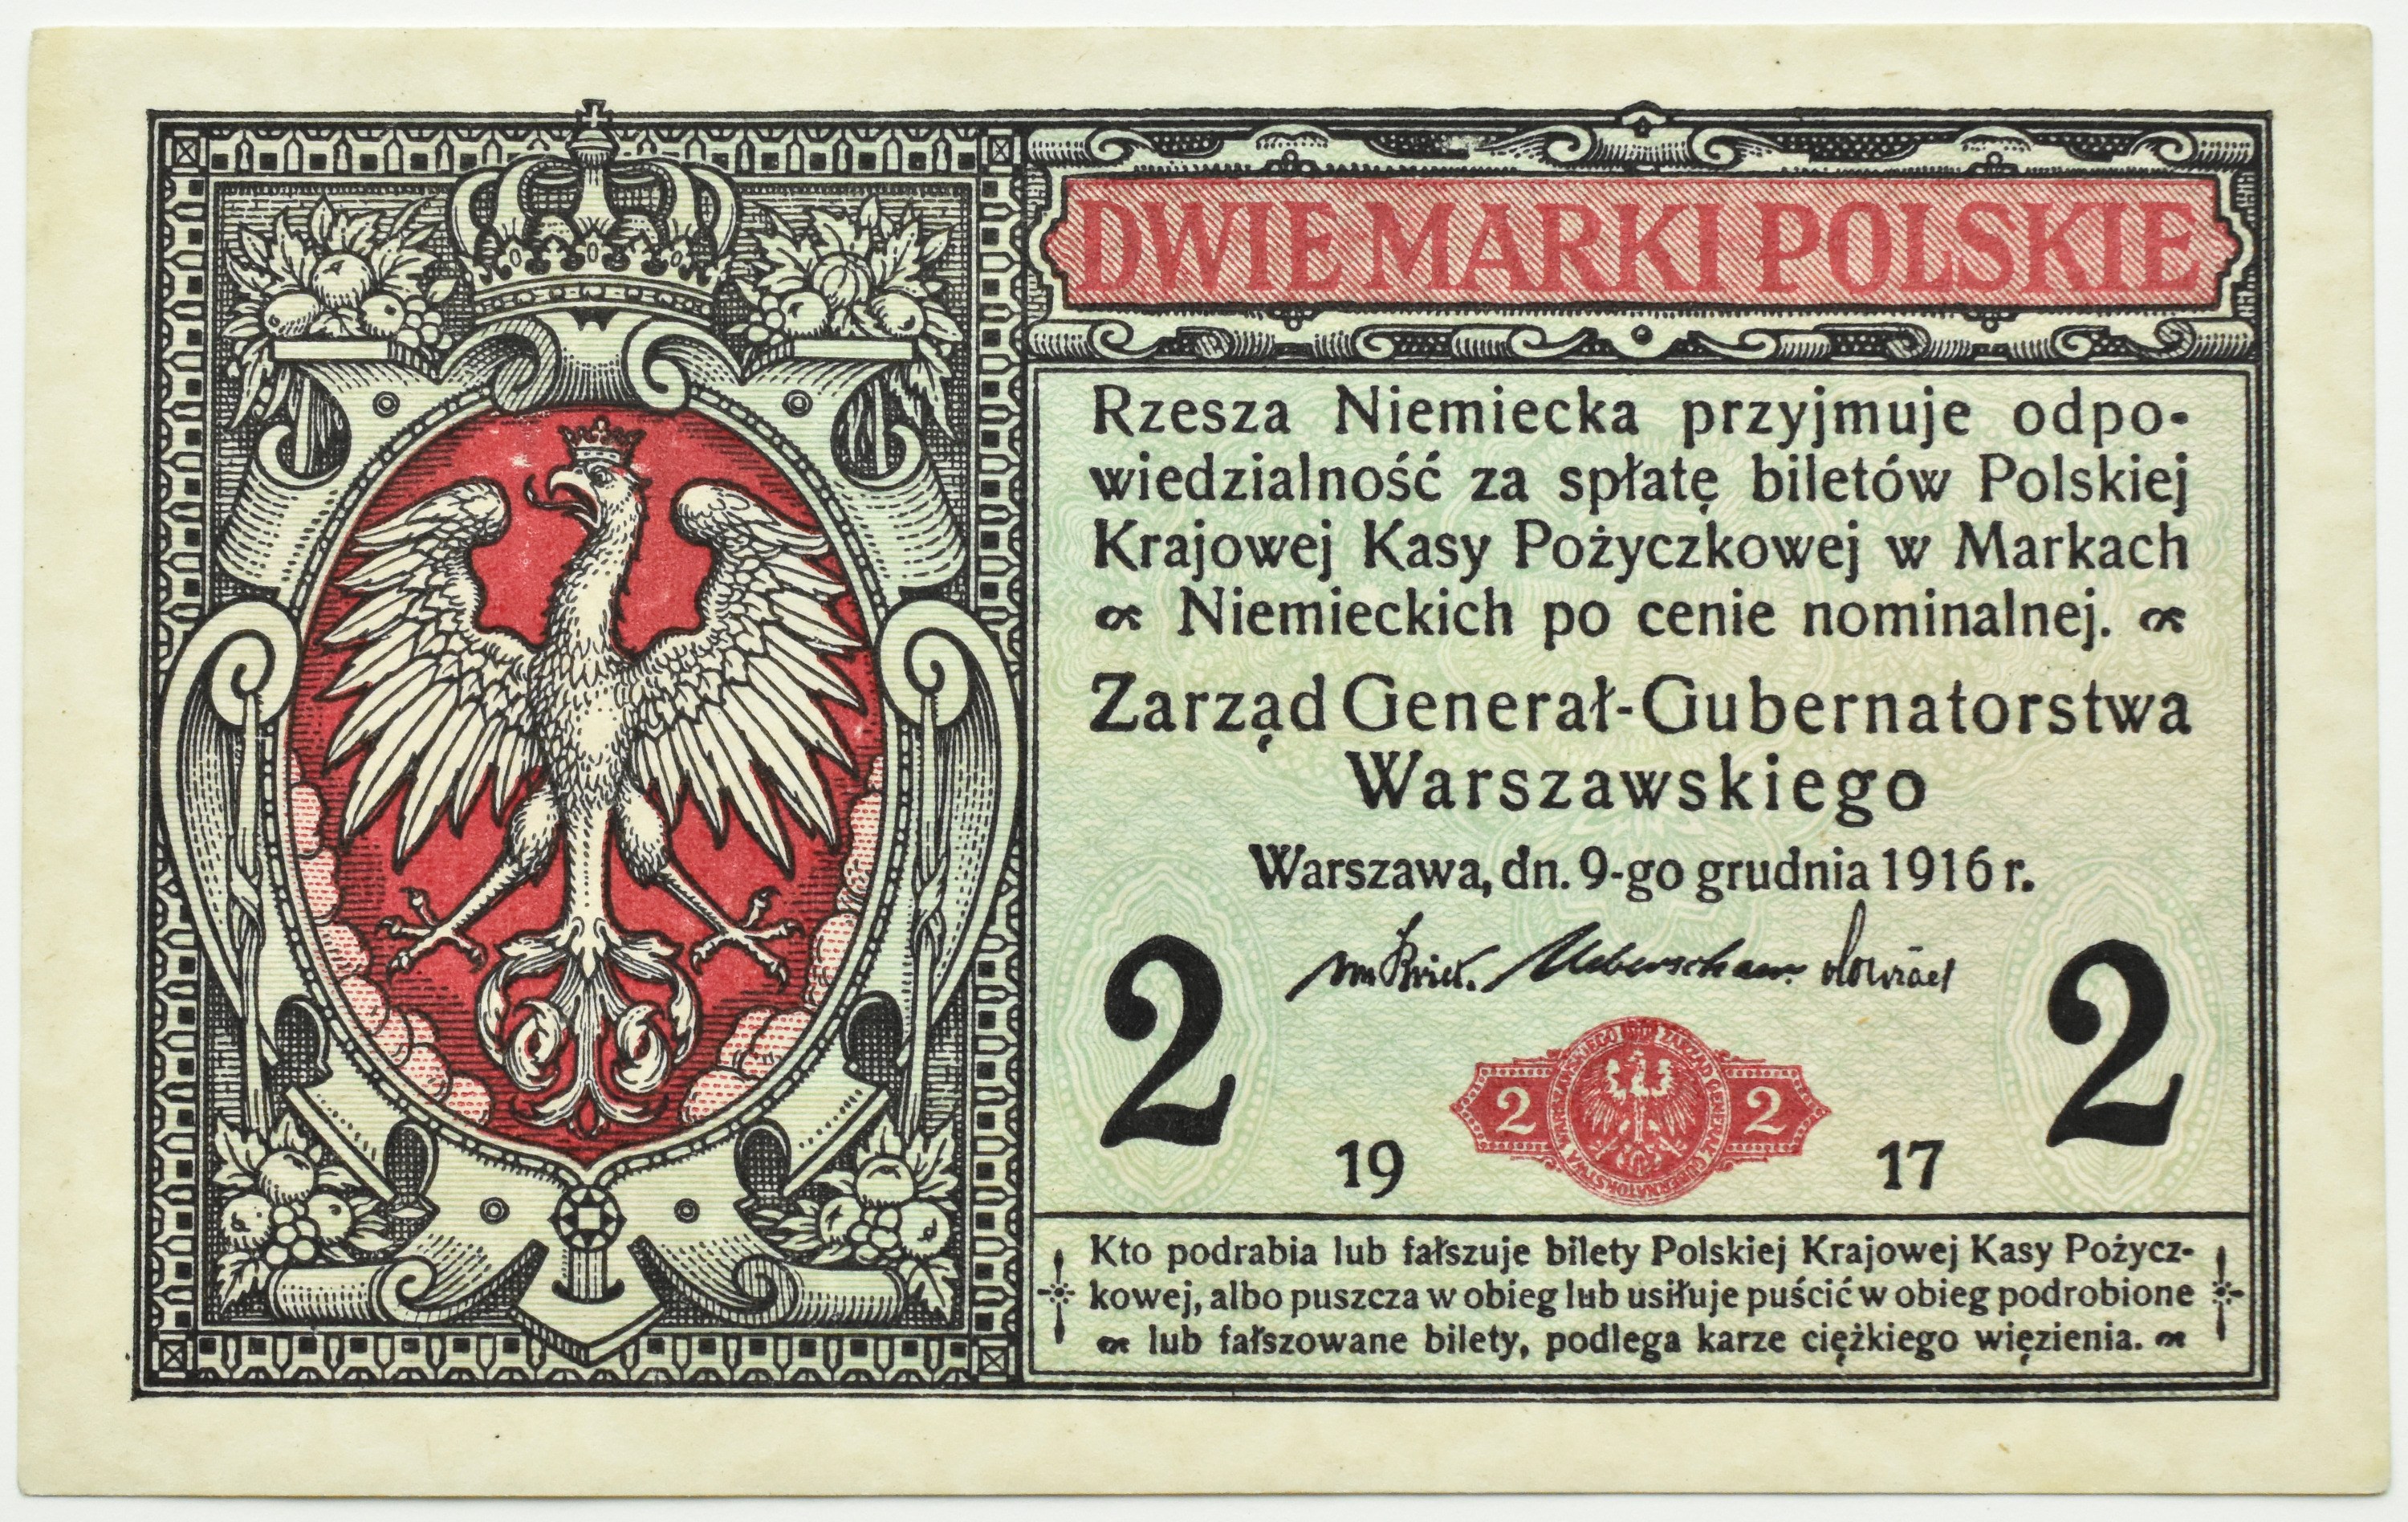 DWIE MARKI POLSKIE
Rzesza Niemiecka przyjmuje odpo-
wiedzialność za spłatę biletów Polskiej
Krajowej Kasy Pożyczkowej w Markach
Niemieckich po cenie nominalnej.
Zarząd Generał-Gubernatorstwa
Warszawskiego
Warszawa, dn. 9-go grudnia 1916 r.
2 2
2 2
19 17
Kto podrabia lub fałszuje bilety Polskiej Krajowej Kasy Pożycz-
kowej, albo puszcza w obieg lub usiłuje puścić w obieg podrobione
lub fałszowane bilety, podlega karze ciężkiego więzienia.